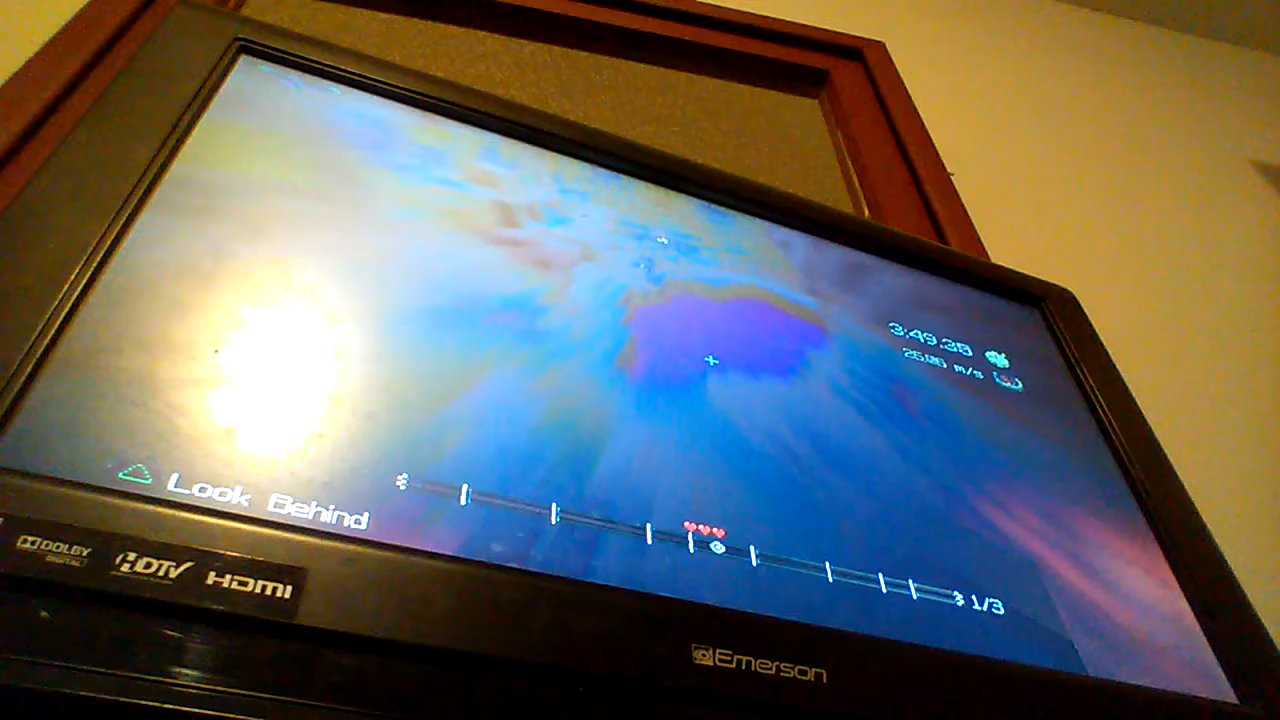 3:49.38
m/s
Look Behind
1/3
DOLBY
DIGITAL
HDTV
HDMI
Emerson